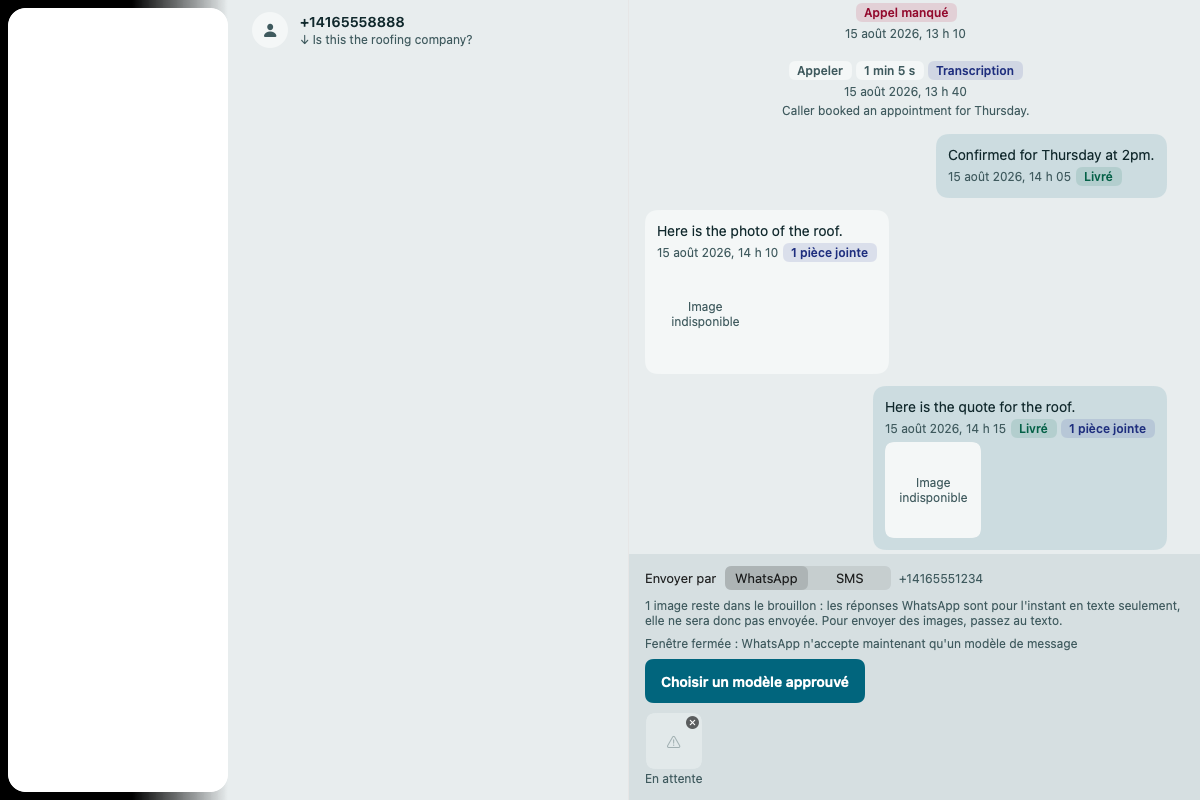 +14165558888
↓ Is this the roofing company?
Appel manqué
15 août 2026, 13 h 10
Appeler 1 min 5 s Transcription
15 août 2026, 13 h 40
Caller booked an appointment for Thursday.
Confirmed for Thursday at 2pm.
15 août 2026, 14 h 05 Livré
Here is the photo of the roof.
15 août 2026, 14 h 10 1 pièce jointe
Image
indisponible
Here is the quote for the roof.
15 août 2026, 14 h 15 Livré 1 pièce jointe
Image
indisponible
Envoyer par WhatsApp SMS +14165551234
1 image reste dans le brouillon : les réponses WhatsApp sont pour l'instant en texte seulement,
elle ne sera donc pas envoyée. Pour envoyer des images, passez au texto.
Fenêtre fermée : WhatsApp n'accepte maintenant qu'un modèle de message
Choisir un modèle approuvé
En attente